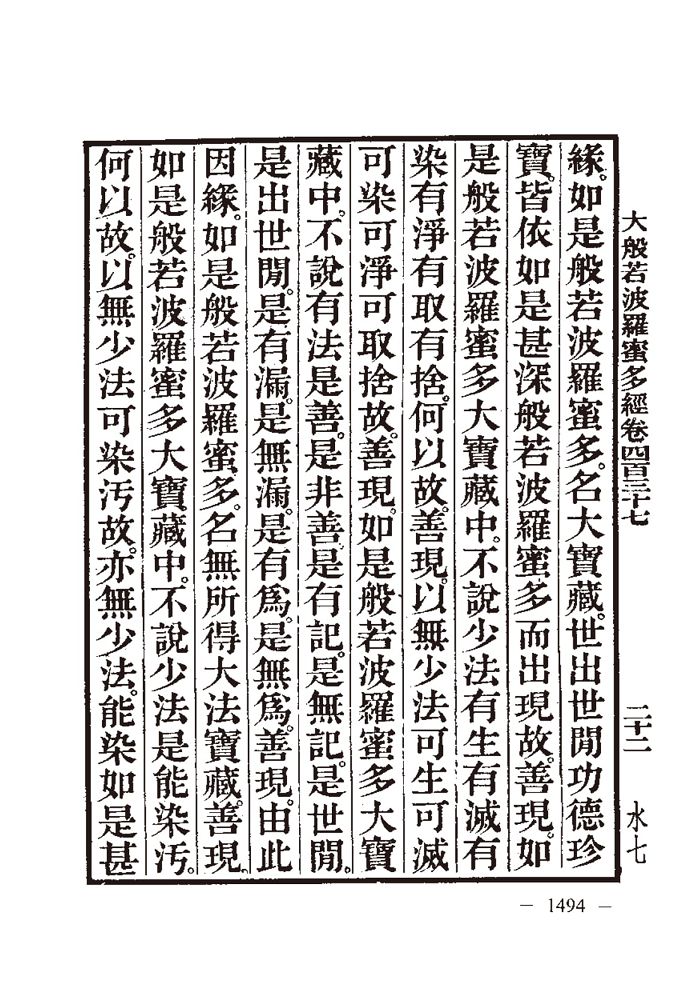 大般若波羅蜜多經卷四百三十七 二十二 水七
緣。如是般若波羅蜜多。名大寶藏。世出世閒功德珍
寶。皆依如是甚深般若波羅蜜多而出現故。善現。如
是般若波羅蜜多大寶藏中。不說少法有生有滅有
染有淨有取有捨。何以故。善現。以無少法可生可滅
可染可淨可取捨故。善現。如是般若波羅蜜多大寶
藏中。不說有法是善。是非善。是有記。是無記。是世閒。
是出世閒。是有漏。是無漏。是有爲。是無爲。善現。由此
因緣。如是般若波羅蜜多。名無所得大法寶藏。善現
如是般若波羅蜜多大寶藏中。不說少法是能染汚。
何以故。以無少法可染汚故。亦無少法。能染如是甚
— 1494 —